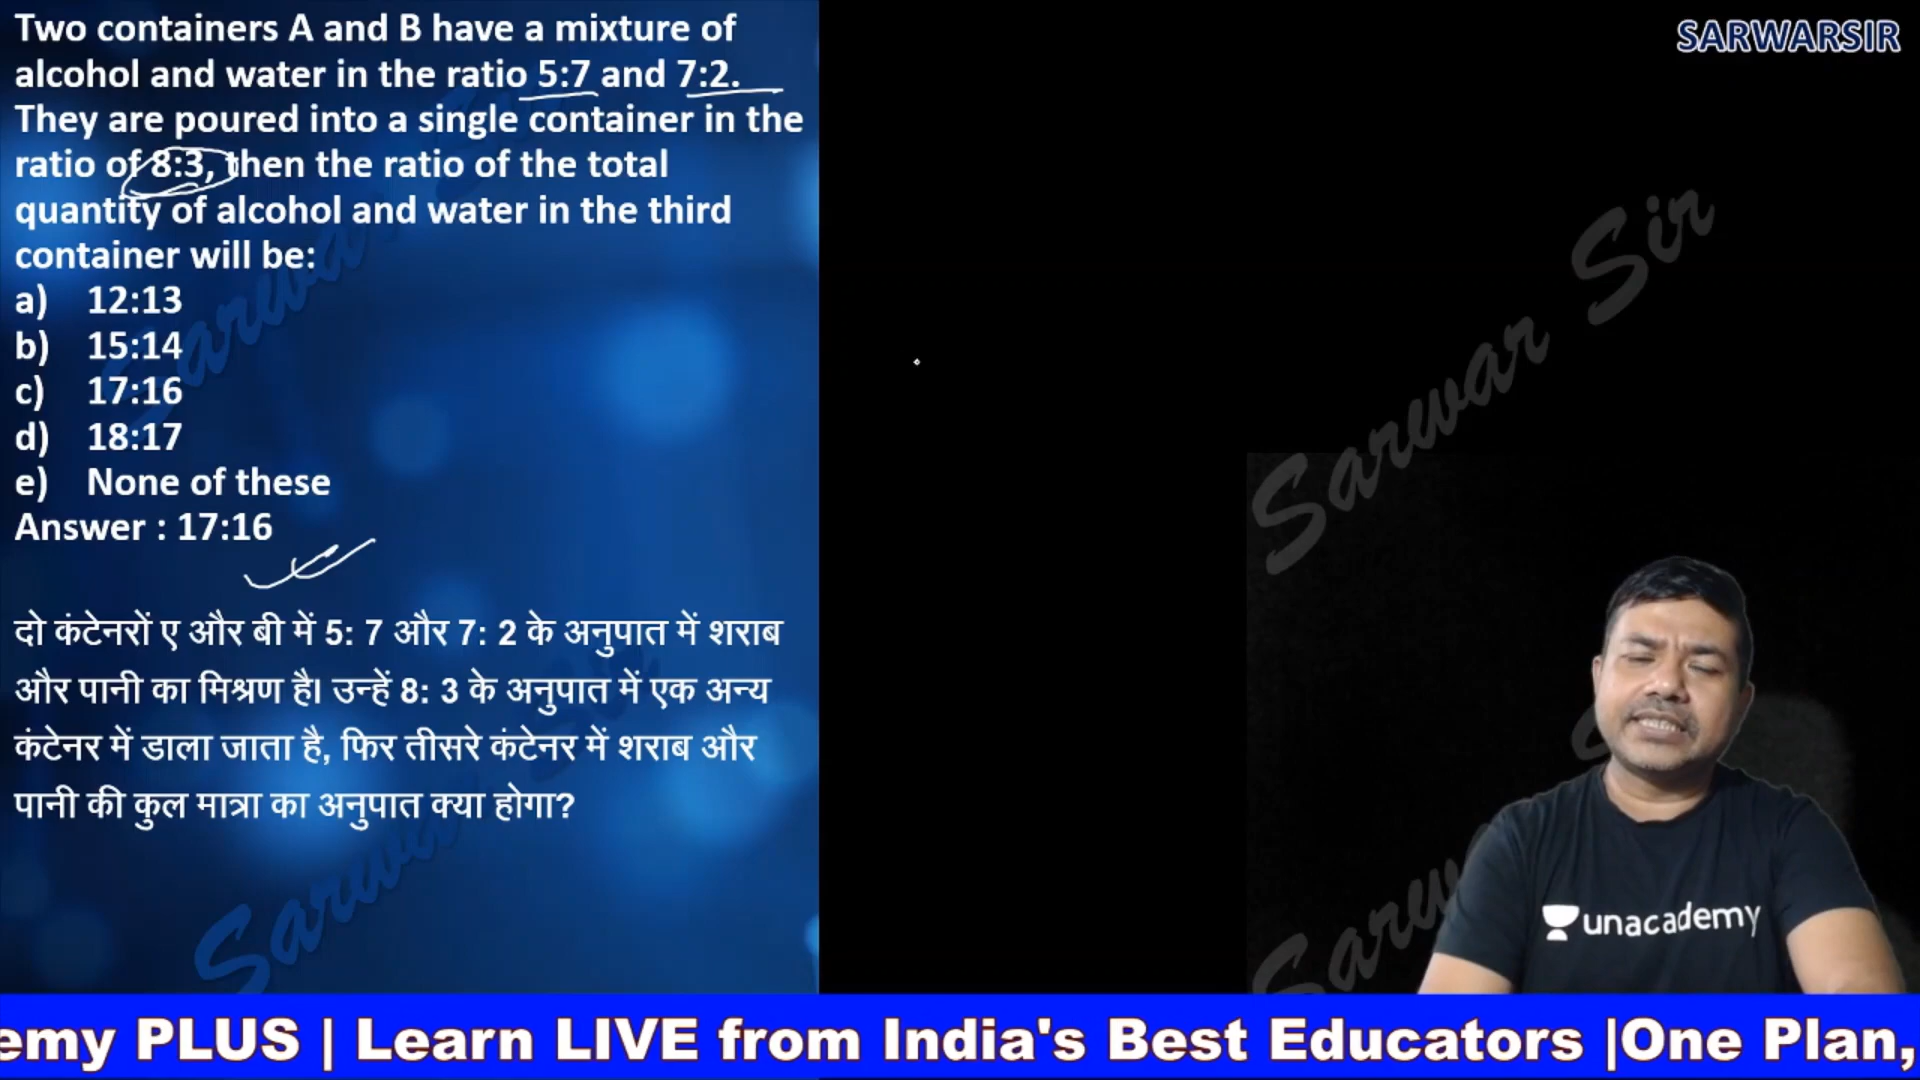 Two containers A and B have a mixture of
alcohol and water in the ratio 5:7 and 7:2.
They are poured into a single container in the
ratio of 8:3, then the ratio of the total
quantity of alcohol and water in the third
container will be:
a) 12:13
b) 15:14
c) 17:16
d) 18:17
e) None of these
Answer : 17:16
दो कंटेनरों ए और बी में 5: 7 और 7: 2 के अनुपात में शराब
और पानी का मिश्रण है। उन्हें 8: 3 के अनुपात में एक अन्य
कंटेनर में डाला जाता है, फिर तीसरे कंटेनर में शराब और
पानी की कुल मात्रा का अनुपात क्या होगा?
SARWARSIR
Sarwar Sir
Sarwar Sir
Sarwar Sir
unacademy
emy PLUS | Learn LIVE from India's Best Educators |One Plan,